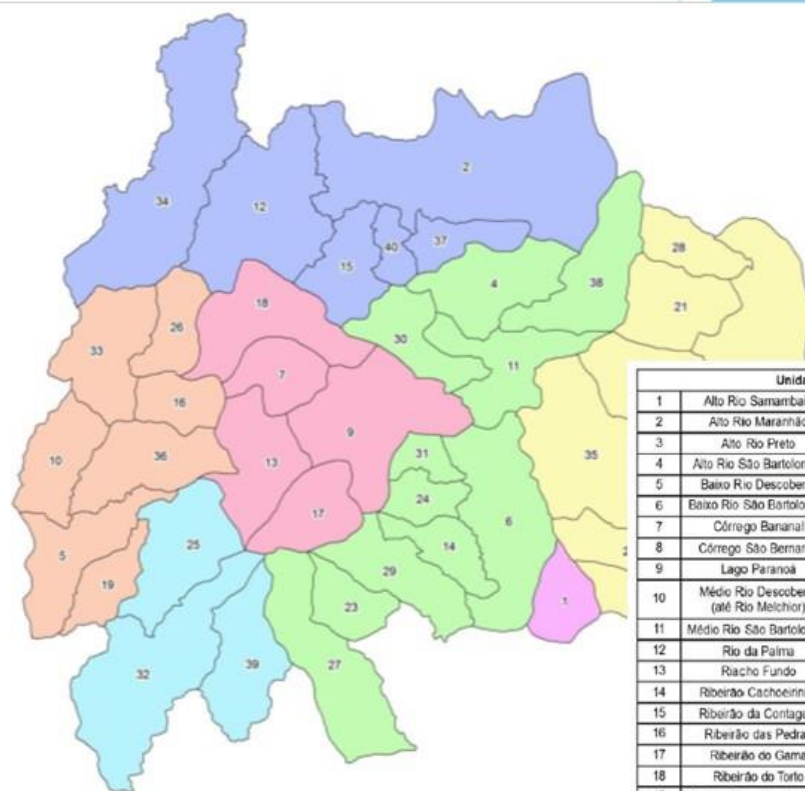 34
12
2
15
40
37
4
38
28
21
33
26
18
30
7
11
16
9
10
36
13
31
35
17
24
6
25
14
5
19
29
23
1
32
39
27
Unida
1 Alto Rio Samambai
2 Alto Rio Maranhão
3 Alto Rio Preto
4 Alto Rio São Bartolon
5 Baixo Rio Descober
6 Baixo Rio São Bartolo
7 Córrego Bananal
8 Córrego São Bernar
9 Lago Paranoá
10 Médio Rio Descober
(até Rio Melchior)
11 Médio Rio São Bartolo
12 Rio da Palma
13 Riacho Fundo
14 Ribeirão Cachoeirin
15 Ribeirão da Contage
16 Ribeirão das Pedra
17 Ribeirão do Gama
18 Ribeirão do Torto